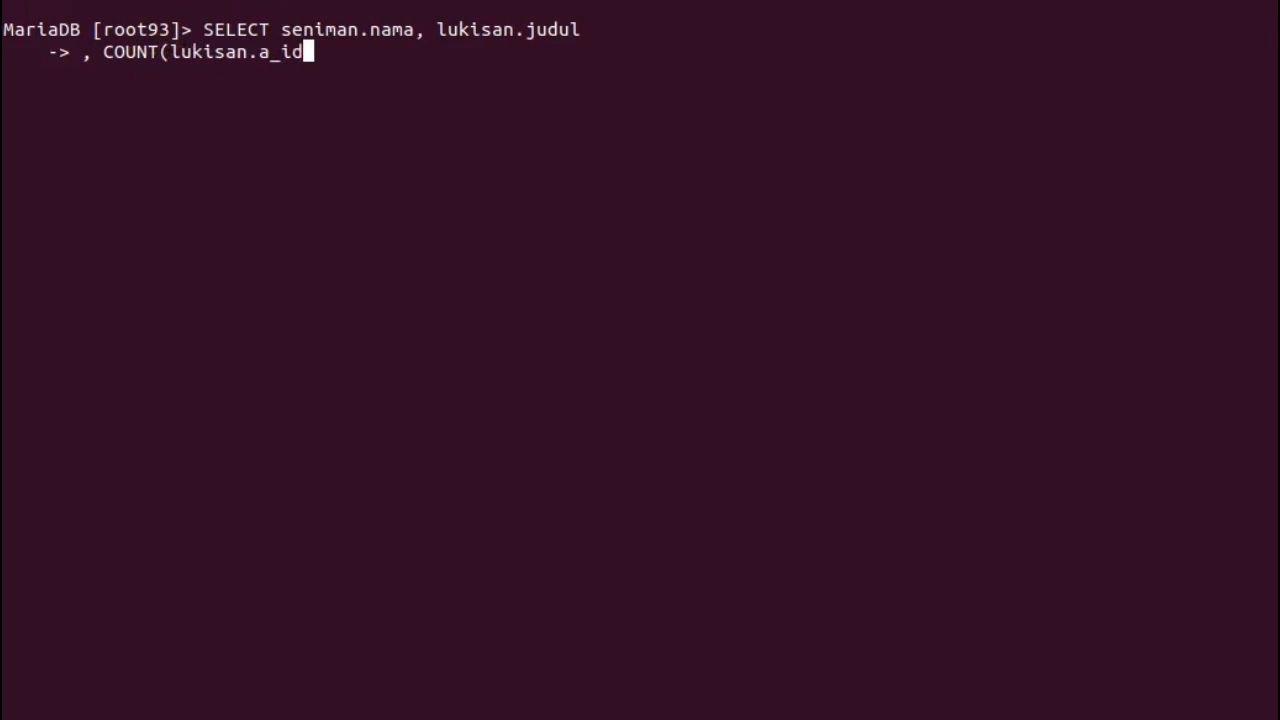 MariaDB [root93]> SELECT seniman.nama, lukisan.judul
-> , COUNT(lukisan.a_id